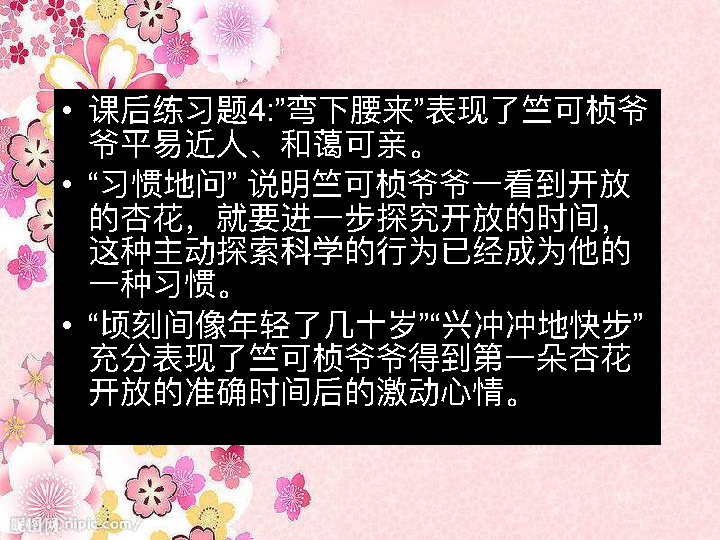 • 课后练习题4:”弯下腰来”表现了竺可桢爷
爷平易近人、和蔼可亲。
• “习惯地问” 说明竺可桢爷爷一看到开放
的杏花，就要进一步探究开放的时间，
这种主动探索科学的行为已经成为他的
一种习惯。
• “顷刻间像年轻了几十岁”“兴冲冲地快步”
充分表现了竺可桢爷爷得到第一朵杏花
开放的准确时间后的激动心情。
昵图网 nipic.com/